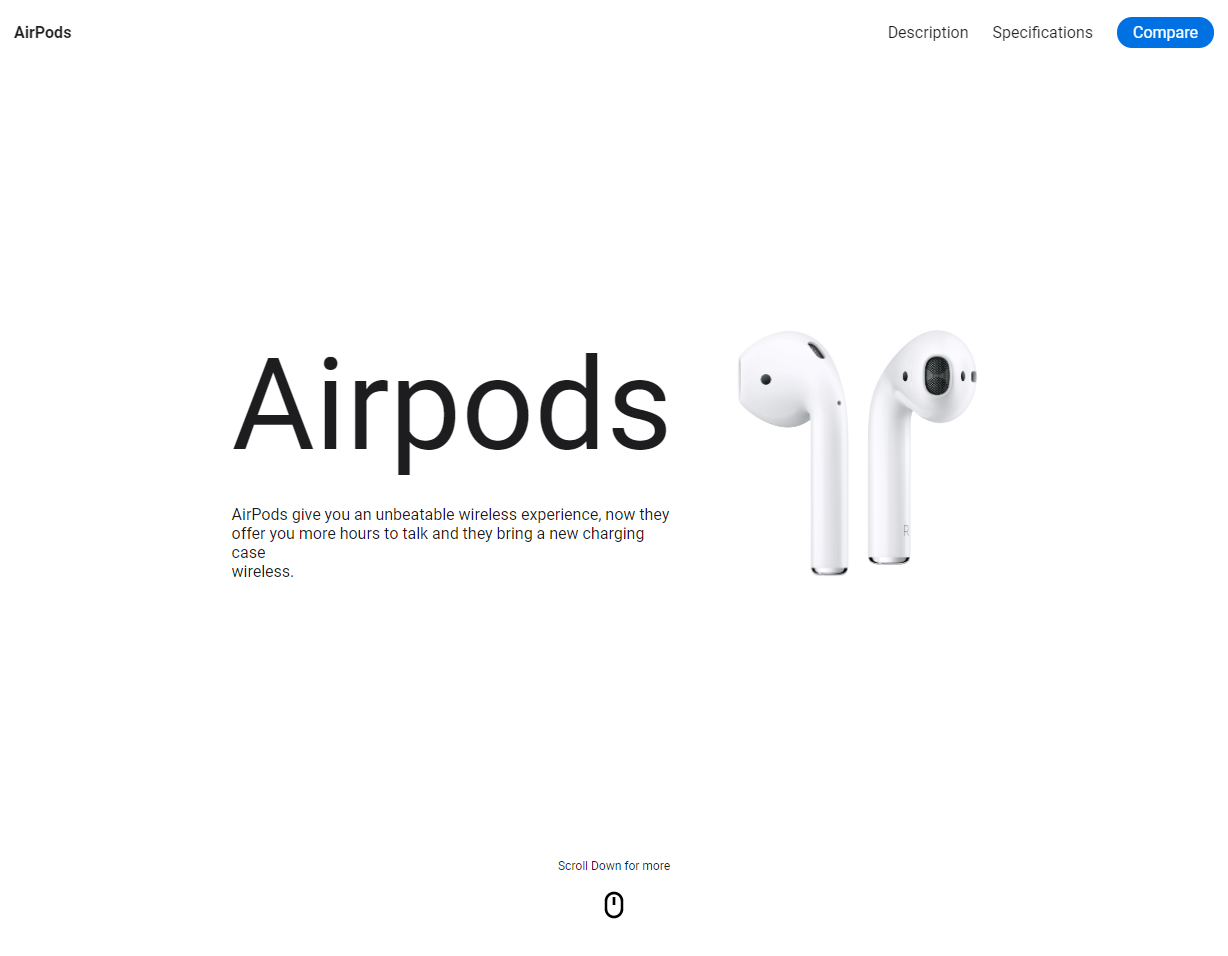 AirPods
Description
Specifications
Compare
Airpods
AirPods give you an unbeatable wireless experience, now they
offer you more hours to talk and they bring a new charging
case
wireless.
R
Scroll Down for more